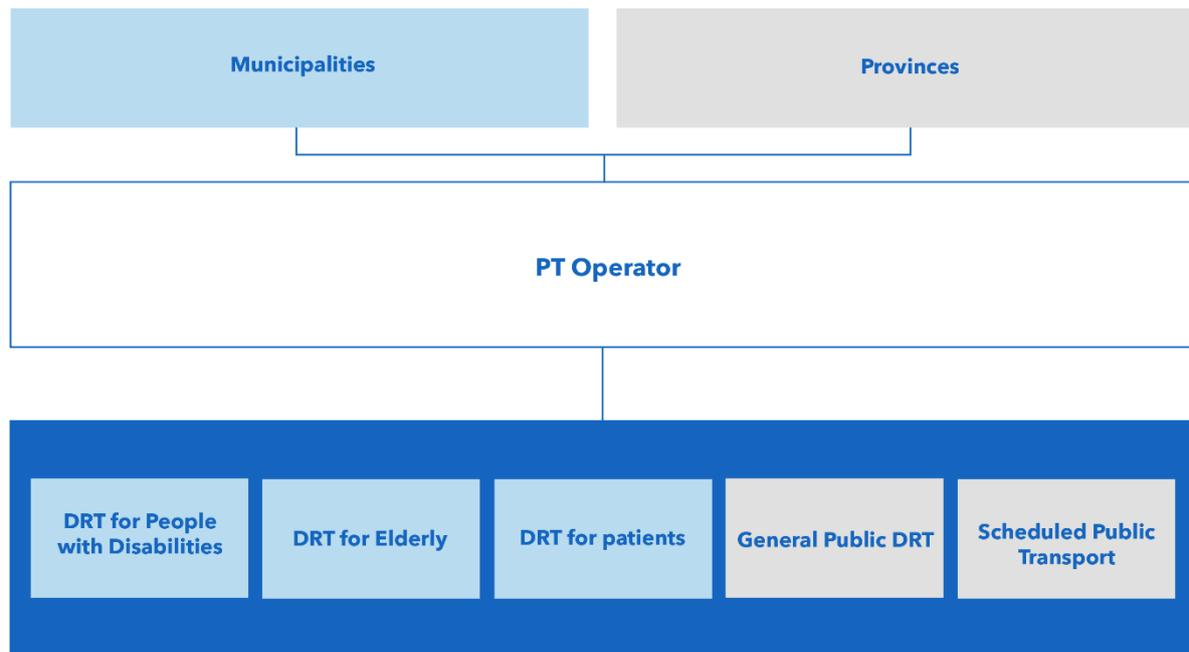 Municipalities
Provinces
PT Operator
DRT for People
with Disabilities
DRT for Elderly
DRT for patients
General Public DRT
Scheduled Public
Transport